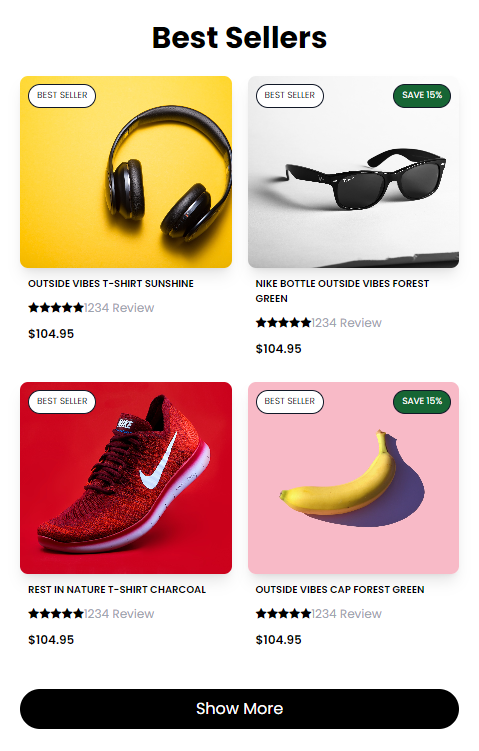 Best Sellers
BEST SELLER
BEST SELLER
SAVE 15%
OUTSIDE VIBES T-SHIRT SUNSHINE
1234 Review
$104.95
NIKE BOTTLE OUTSIDE VIBES FOREST
GREEN
1234 Review
$104.95
BEST SELLER
NIKE
BEST SELLER
SAVE 15%
REST IN NATURE T-SHIRT CHARCOAL
1234 Review
$104.95
OUTSIDE VIBES CAP FOREST GREEN
1234 Review
$104.95
Show More